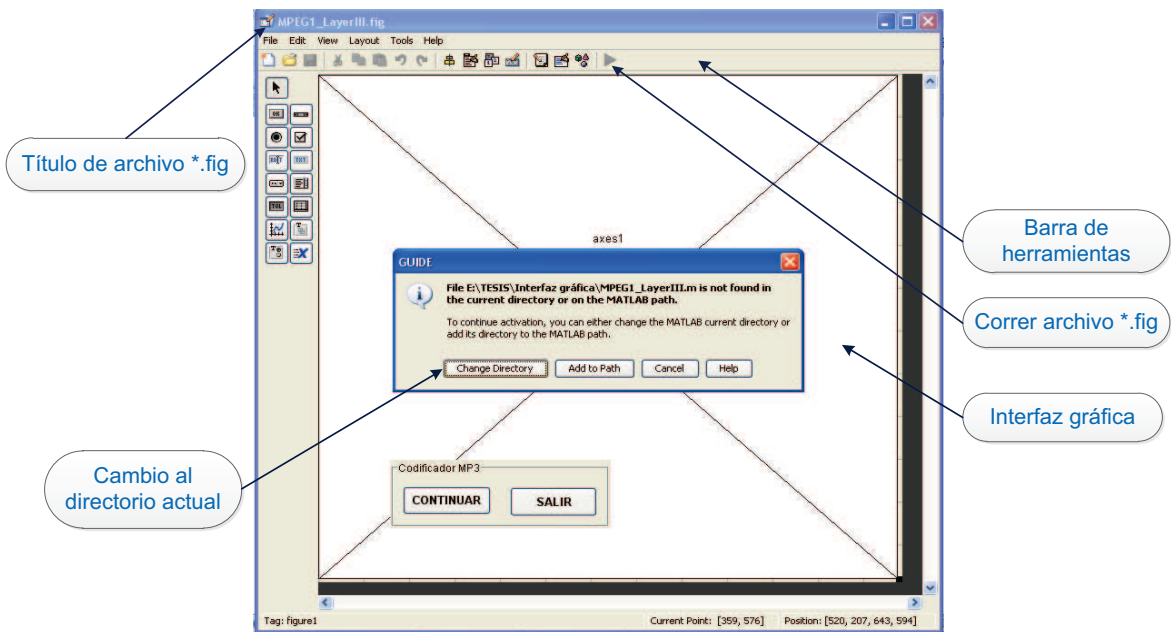 MPEG1_LayerIII.fig
File Edit View Layout Tools Help
Título de archivo *.fig
OK
EDIT TXT
TGL
axes1
Barra de
herramientas
GUIDE
File E:\TESIS\Interfaz gráfica\MPEG1_LayerIII.m is not found in
the current directory or on the MATLAB path.
To continue activation, you can either change the MATLAB current directory or
add its directory to the MATLAB path.
Change Directory Add to Path Cancel Help
Correr archivo *.fig
Interfaz gráfica
Cambio al
directorio actual
Codificador MP3
CONTINUAR SALIR
Tag: figure1 Current Point: [359, 576] Position: [520, 207, 643, 594]